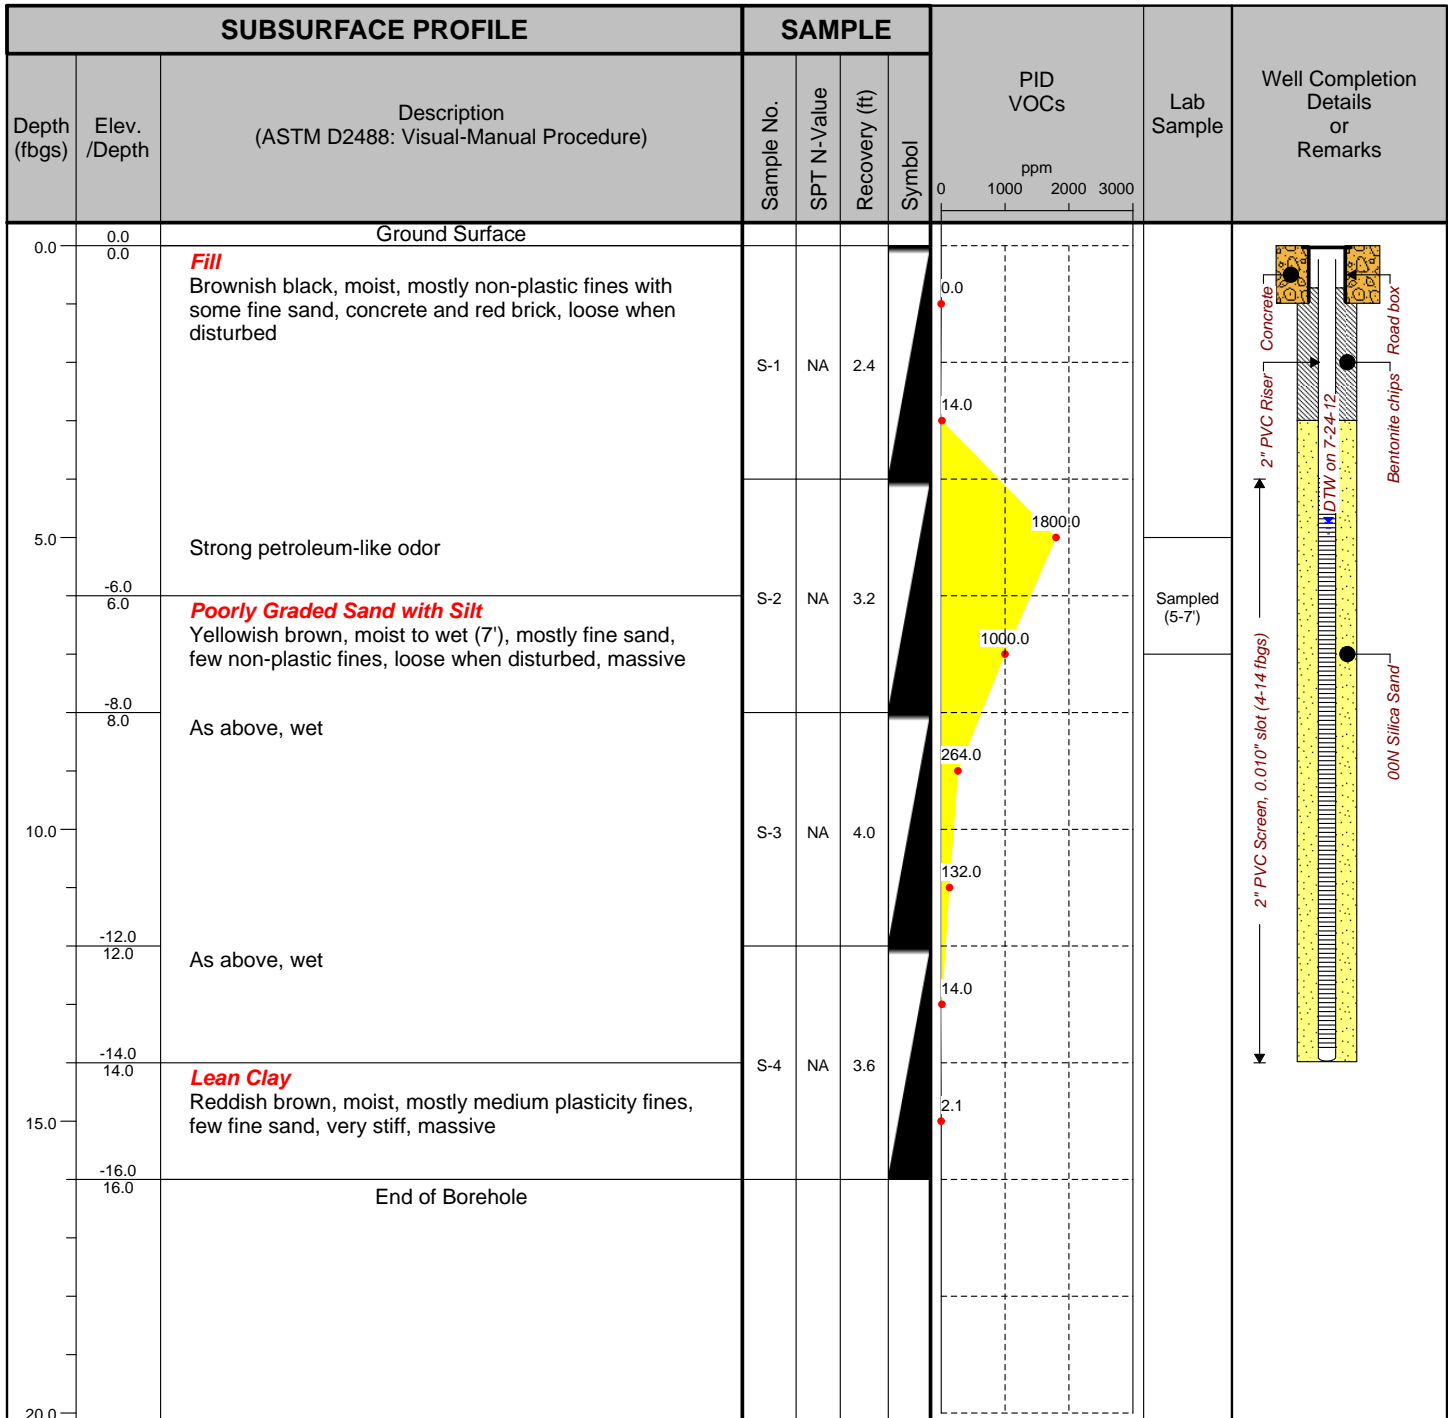 SUBSURFACE PROFILE
SAMPLE
Depth
(fbgs)
Elev.
/Depth
Description
(ASTM D2488: Visual-Manual Procedure)
Sample No.
SPT N-Value
Recovery (ft)
Symbol
PID
VOCs
ppm
0 1000 2000 3000
Lab
Sample
Well Completion
Details
or
Remarks
0.0
0.0
0.0
Ground Surface
Fill
Brownish black, moist, mostly non-plastic fines with
some fine sand, concrete and red brick, loose when
disturbed
0.0
S-1 NA 2.4
14.0
1800.0
5.0
Strong petroleum-like odor
-6.0
6.0
Poorly Graded Sand with Silt
Yellowish brown, moist to wet (7'), mostly fine sand,
few non-plastic fines, loose when disturbed, massive
S-2 NA 3.2
1000.0
Sampled
(5-7')
-8.0
8.0
As above, wet
264.0
10.0
S-3 NA 4.0
132.0
-12.0
12.0
As above, wet
14.0
-14.0
14.0
Lean Clay
Reddish brown, moist, mostly medium plasticity fines,
few fine sand, very stiff, massive
S-4 NA 3.6
2.1
15.0
-16.0
16.0
End of Borehole
20.0
Concrete
Road box
2" PVC Riser
Bentonite chips
DTW on 7-24-12
2" PVC Screen, 0.010" slot (4-14 fbgs)
00N Silica Sand